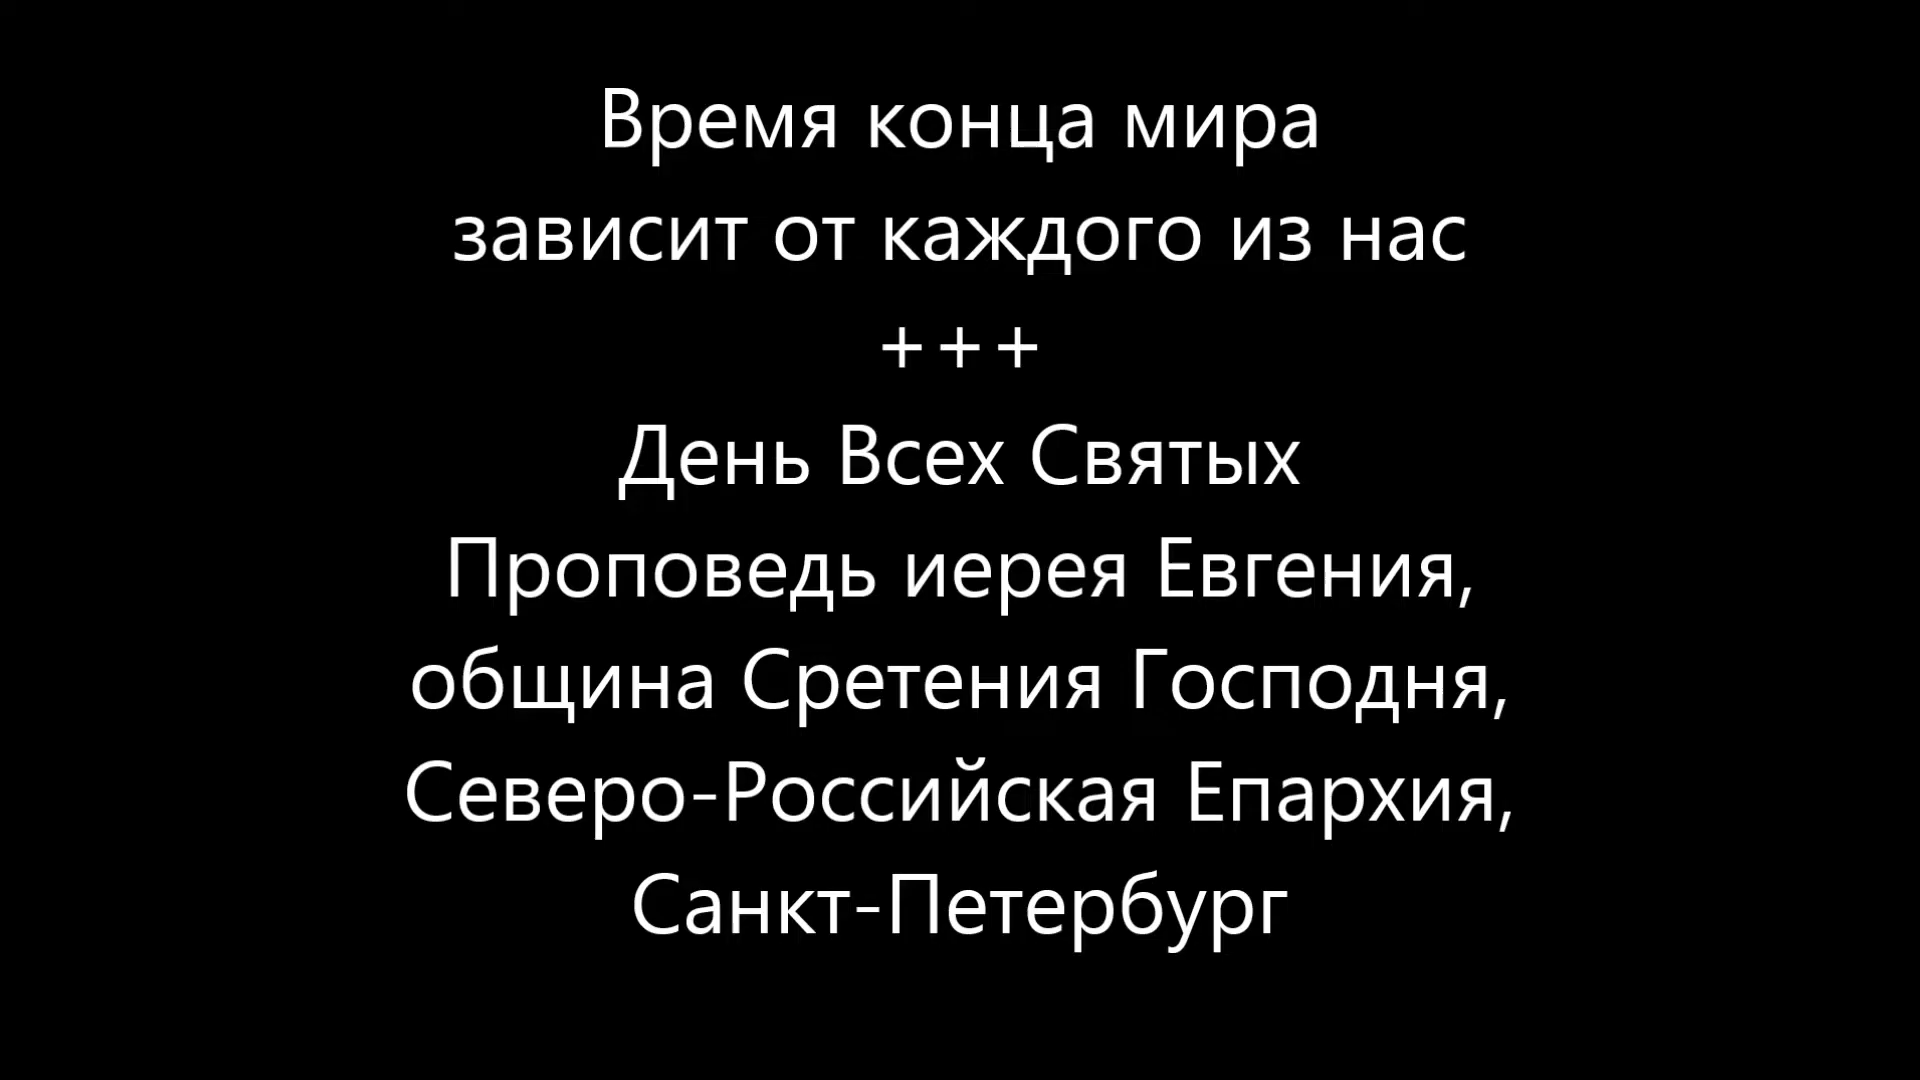 Время конца мира
зависит от каждого из нас
+++
День Всех Святых
Проповедь иерея Евгения,
община Сретения Господня,
Северо-Российская Епархия,
Санкт-Петербург